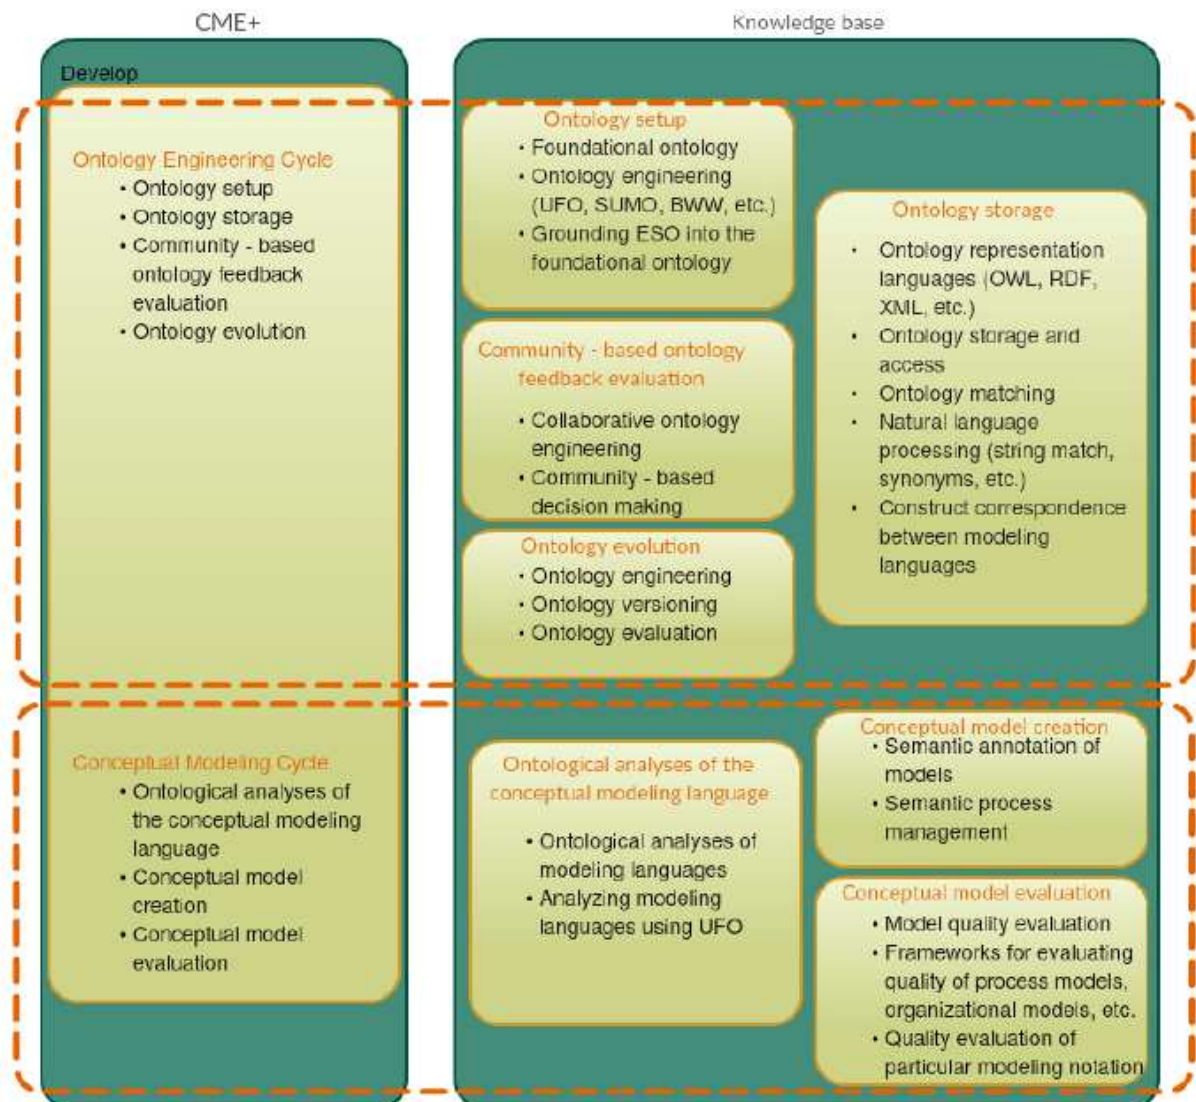 CME+
Develop
Ontology Engineering Cycle
• Ontology setup
• Ontology storage
• Community - based
ontology feedback
evaluation
• Ontology evolution
Conceptual Modeling Cycle
• Ontological analyses of
the conceptual modeling
language
• Conceptual model
creation
• Conceptual model
evaluation
Knowledge base
Ontology setup
• Foundational ontology
• Ontology engineering
(UFO, SUMO, BWW, etc.)
• Grounding ESO into the
foundational ontology
Community - based ontology
feedback evaluation
• Collaborative ontology
engineering
• Community - based
decision making
Ontology evolution
• Ontology engineering
• Ontology versioning
• Ontology evaluation
Ontology storage
• Ontology representation
languages (OWL, RDF,
XML, etc.)
• Ontology storage and
access
• Ontology matching
• Natural language
processing (string match,
synonyms, etc.)
• Construct correspondence
between modeling
languages
Ontological analyses of the
conceptual modeling language
• Ontological analyses of
modeling languages
• Analyzing modeling
languages using UFO
Conceptual model creation
• Semantic annotation of
models
• Semantic process
management
Conceptual model evaluation
• Model quality evaluation
• Frameworks for evaluating
quality of process models,
organizational models, etc.
• Quality evaluation of
particular modeling notation